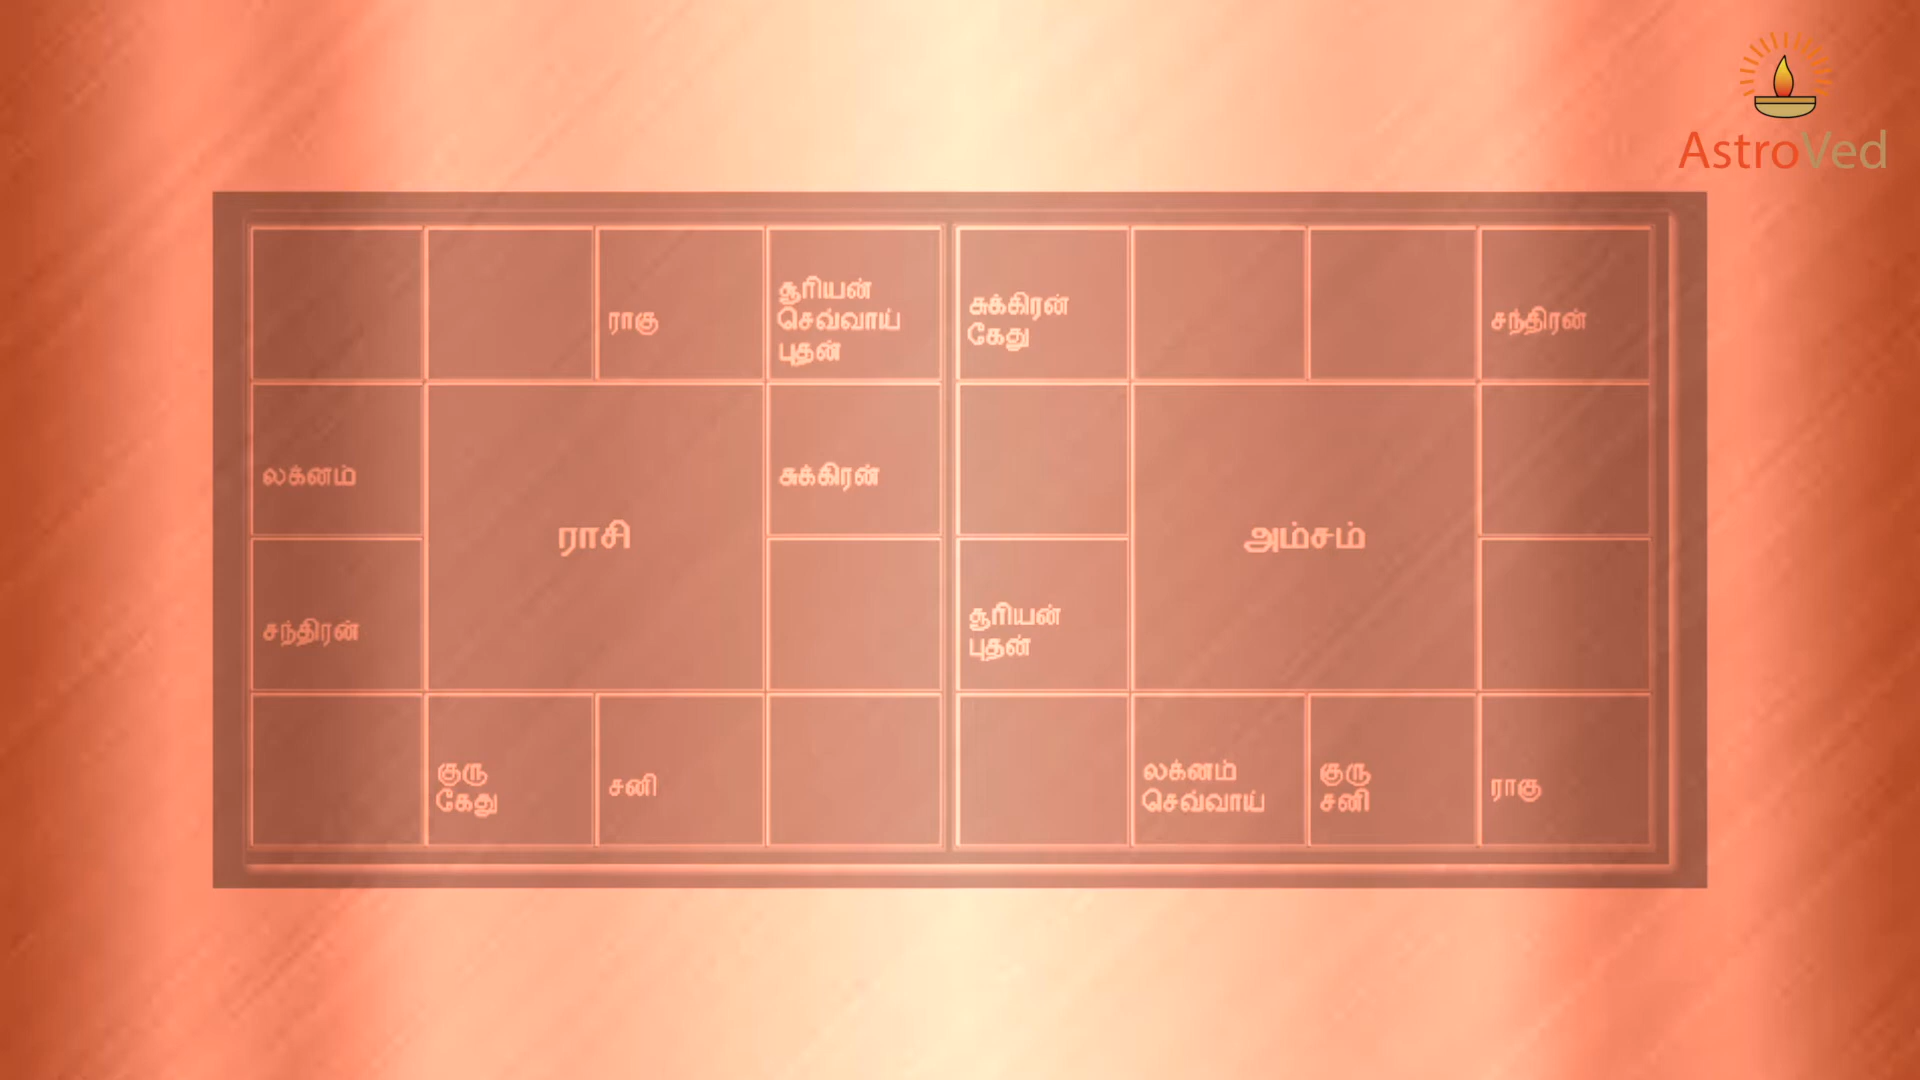 AstroVed
ராகு
சூரியன்
செவ்வாய்
புதன்
லக்னம்
சுக்கிரன்
ராசி
சந்திரன்
குரு
கேது
சனி
சுக்கிரன்
கேது
சந்திரன்
அம்சம்
சூரியன்
புதன்
லக்னம்
செவ்வாய்
குரு
சனி
ராகு